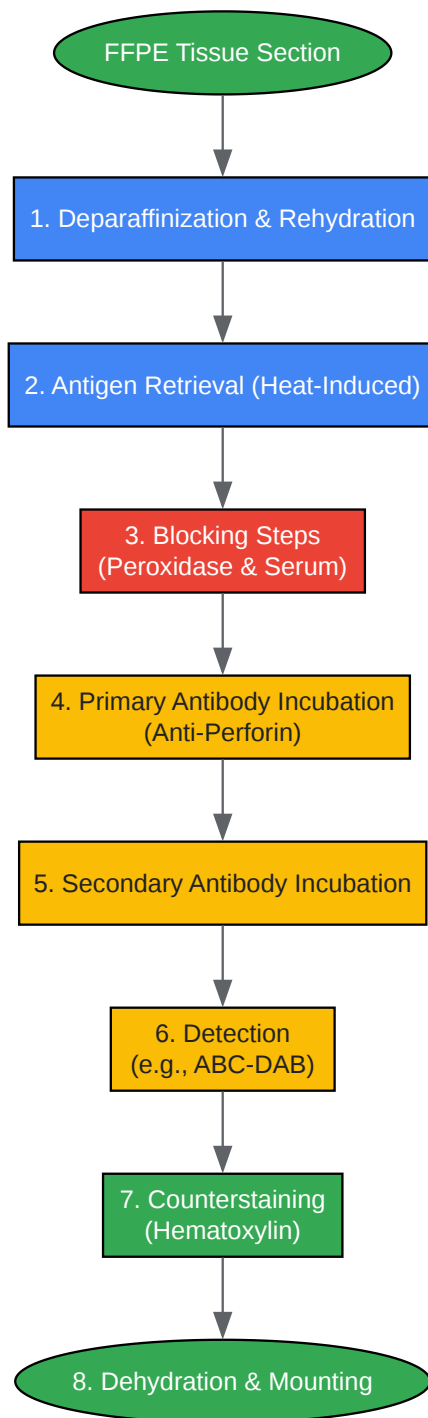 FFPE Tissue Section
1. Deparaffinization & Rehydration
2. Antigen Retrieval (Heat-Induced)
3. Blocking Steps
(Peroxidase & Serum)
4. Primary Antibody Incubation
(Anti-Perforin)
5. Secondary Antibody Incubation
6. Detection
(e.g., ABC-DAB)
7. Counterstaining
(Hematoxylin)
8. Dehydration & Mounting